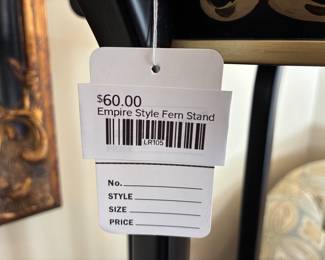 $60.00
Empire Style Fern Stand
LR105
No.
STYLE
SIZE
PRICE